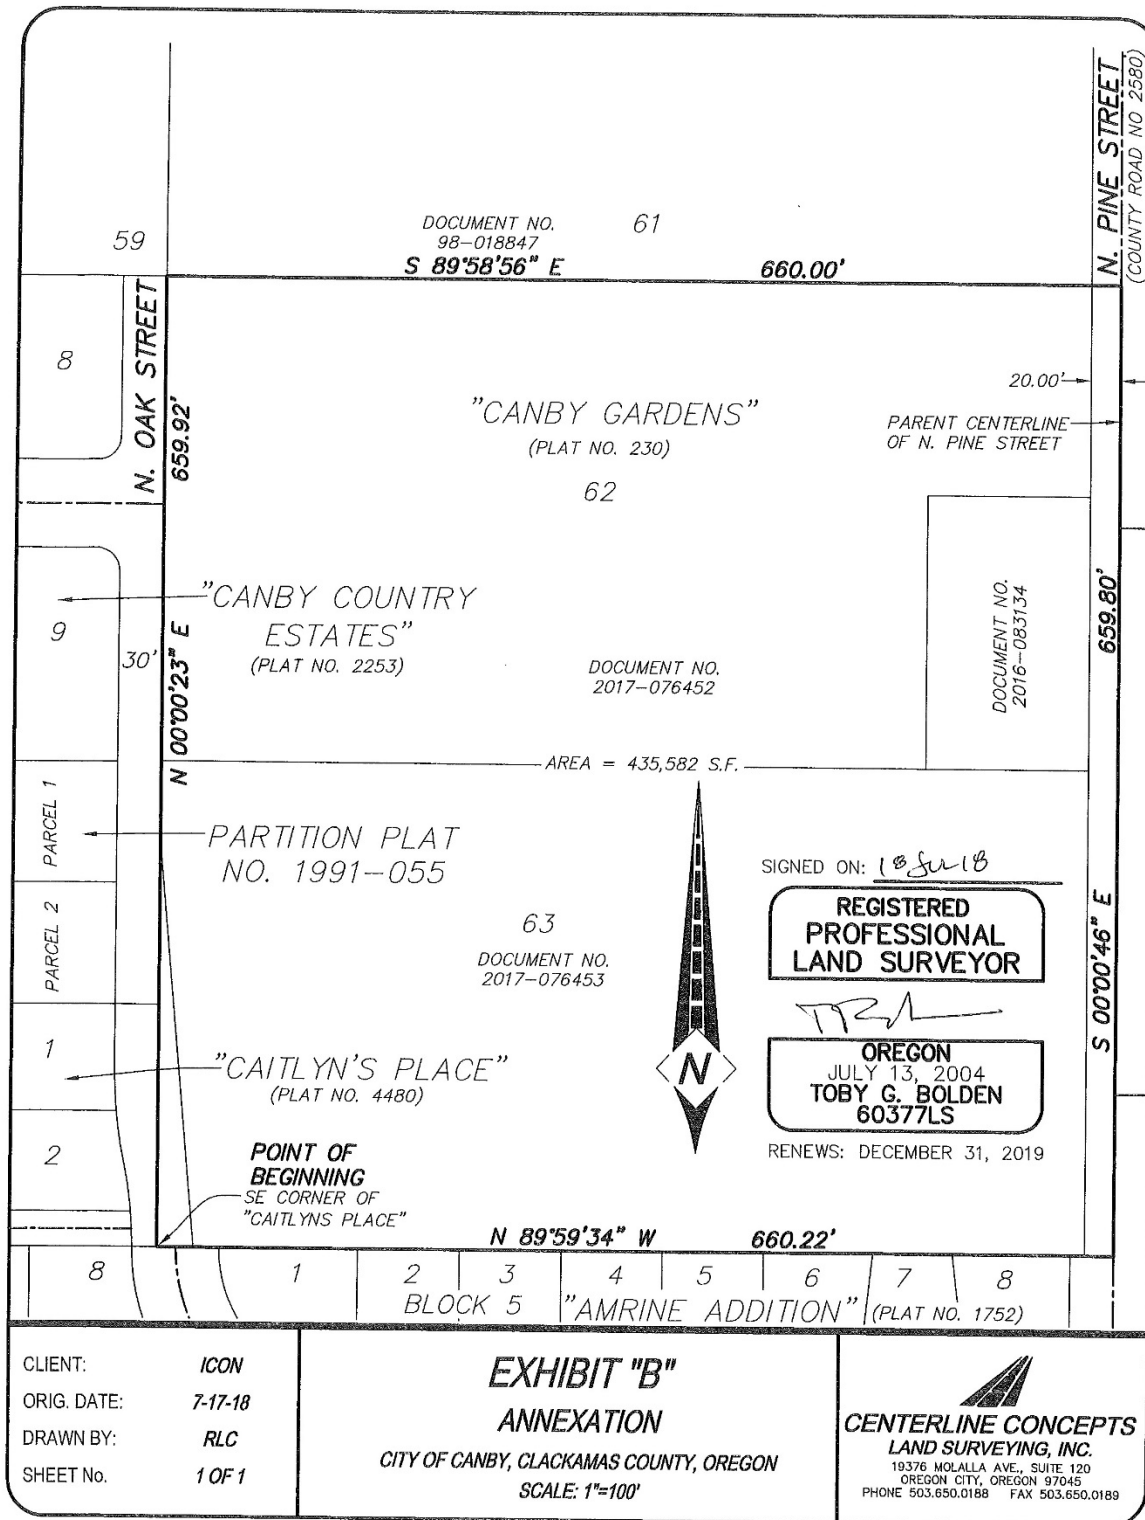 N. PINE STREET
(COUNTY ROAD NO 2580)
59
DOCUMENT NO.
98-018847
61
S 89°58'56" E 660.00'
8
N. OAK STREET
659.92'
"CANBY GARDENS"
(PLAT NO. 230)
62
20.00'
PARENT CENTERLINE
OF N. PINE STREET
9
30'
"CANBY COUNTRY
ESTATES"
(PLAT NO. 2253)
N 00°00'23" E
DOCUMENT NO.
2017-076452
DOCUMENT NO.
2016-083134
659.80'
AREA = 435,582 S.F.
PARCEL 1
PARTITION PLAT
NO. 1991-055
PARCEL 2
63
DOCUMENT NO.
2017-076453
SIGNED ON: 18 Jul 18
REGISTERED
PROFESSIONAL
LAND SURVEYOR
S 00°00'46" E
N
OREGON
JULY 13, 2004
TOBY G. BOLDEN
60377LS
RENEWS: DECEMBER 31, 2019
1
"CAITLYN'S PLACE"
(PLAT NO. 4480)
2
POINT OF
BEGINNING
SE CORNER OF
"CAITLYNS PLACE"
N 89°59'34" W 660.22'
8 1 2 3 4 5 6 7 8
BLOCK 5 "AMRINE ADDITION" (PLAT NO. 1752)
CLIENT: ICON
ORIG. DATE: 7-17-18
DRAWN BY: RLC
SHEET No. 1 OF 1
EXHIBIT "B"
ANNEXATION
CITY OF CANBY, CLACKAMAS COUNTY, OREGON
SCALE: 1"=100'
CENTERLINE CONCEPTS
LAND SURVEYING, INC.
19376 MOLALLA AVE., SUITE 120
OREGON CITY, OREGON 97045
PHONE 503.650.0188 FAX 503.650.0189